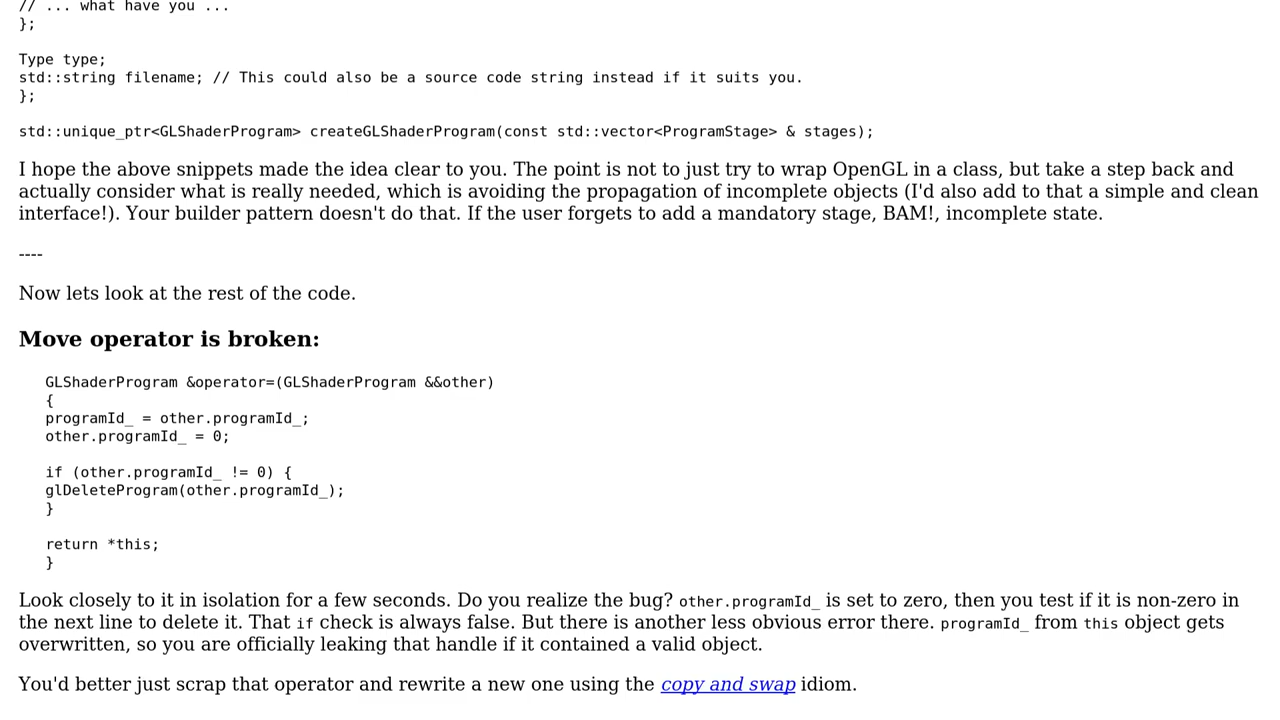 // ... what have you ...
};
Type type;
std::string filename; // This could also be a source code string instead if it suits you.
};
std::unique_ptr<GLShaderProgram> createGLShaderProgram(const std::vector<ProgramStage> & stages);
I hope the above snippets made the idea clear to you. The point is not to just try to wrap OpenGL in a class, but take a step back and
actually consider what is really needed, which is avoiding the propagation of incomplete objects (I'd also add to that a simple and clean
interface!). Your builder pattern doesn't do that. If the user forgets to add a mandatory stage, BAM!, incomplete state.
----
Now lets look at the rest of the code.
Move operator is broken:
GLShaderProgram &operator=(GLShaderProgram &&other)
{
programId_ = other.programId_;
other.programId_ = 0;
if (other.programId_ != 0) {
glDeleteProgram(other.programId_);
}
return *this;
}
Look closely to it in isolation for a few seconds. Do you realize the bug? other.programId_ is set to zero, then you test if it is non-zero in
the next line to delete it. That if check is always false. But there is another less obvious error there. programId_ from this object gets
overwritten, so you are officially leaking that handle if it contained a valid object.
You'd better just scrap that operator and rewrite a new one using the copy and swap idiom.